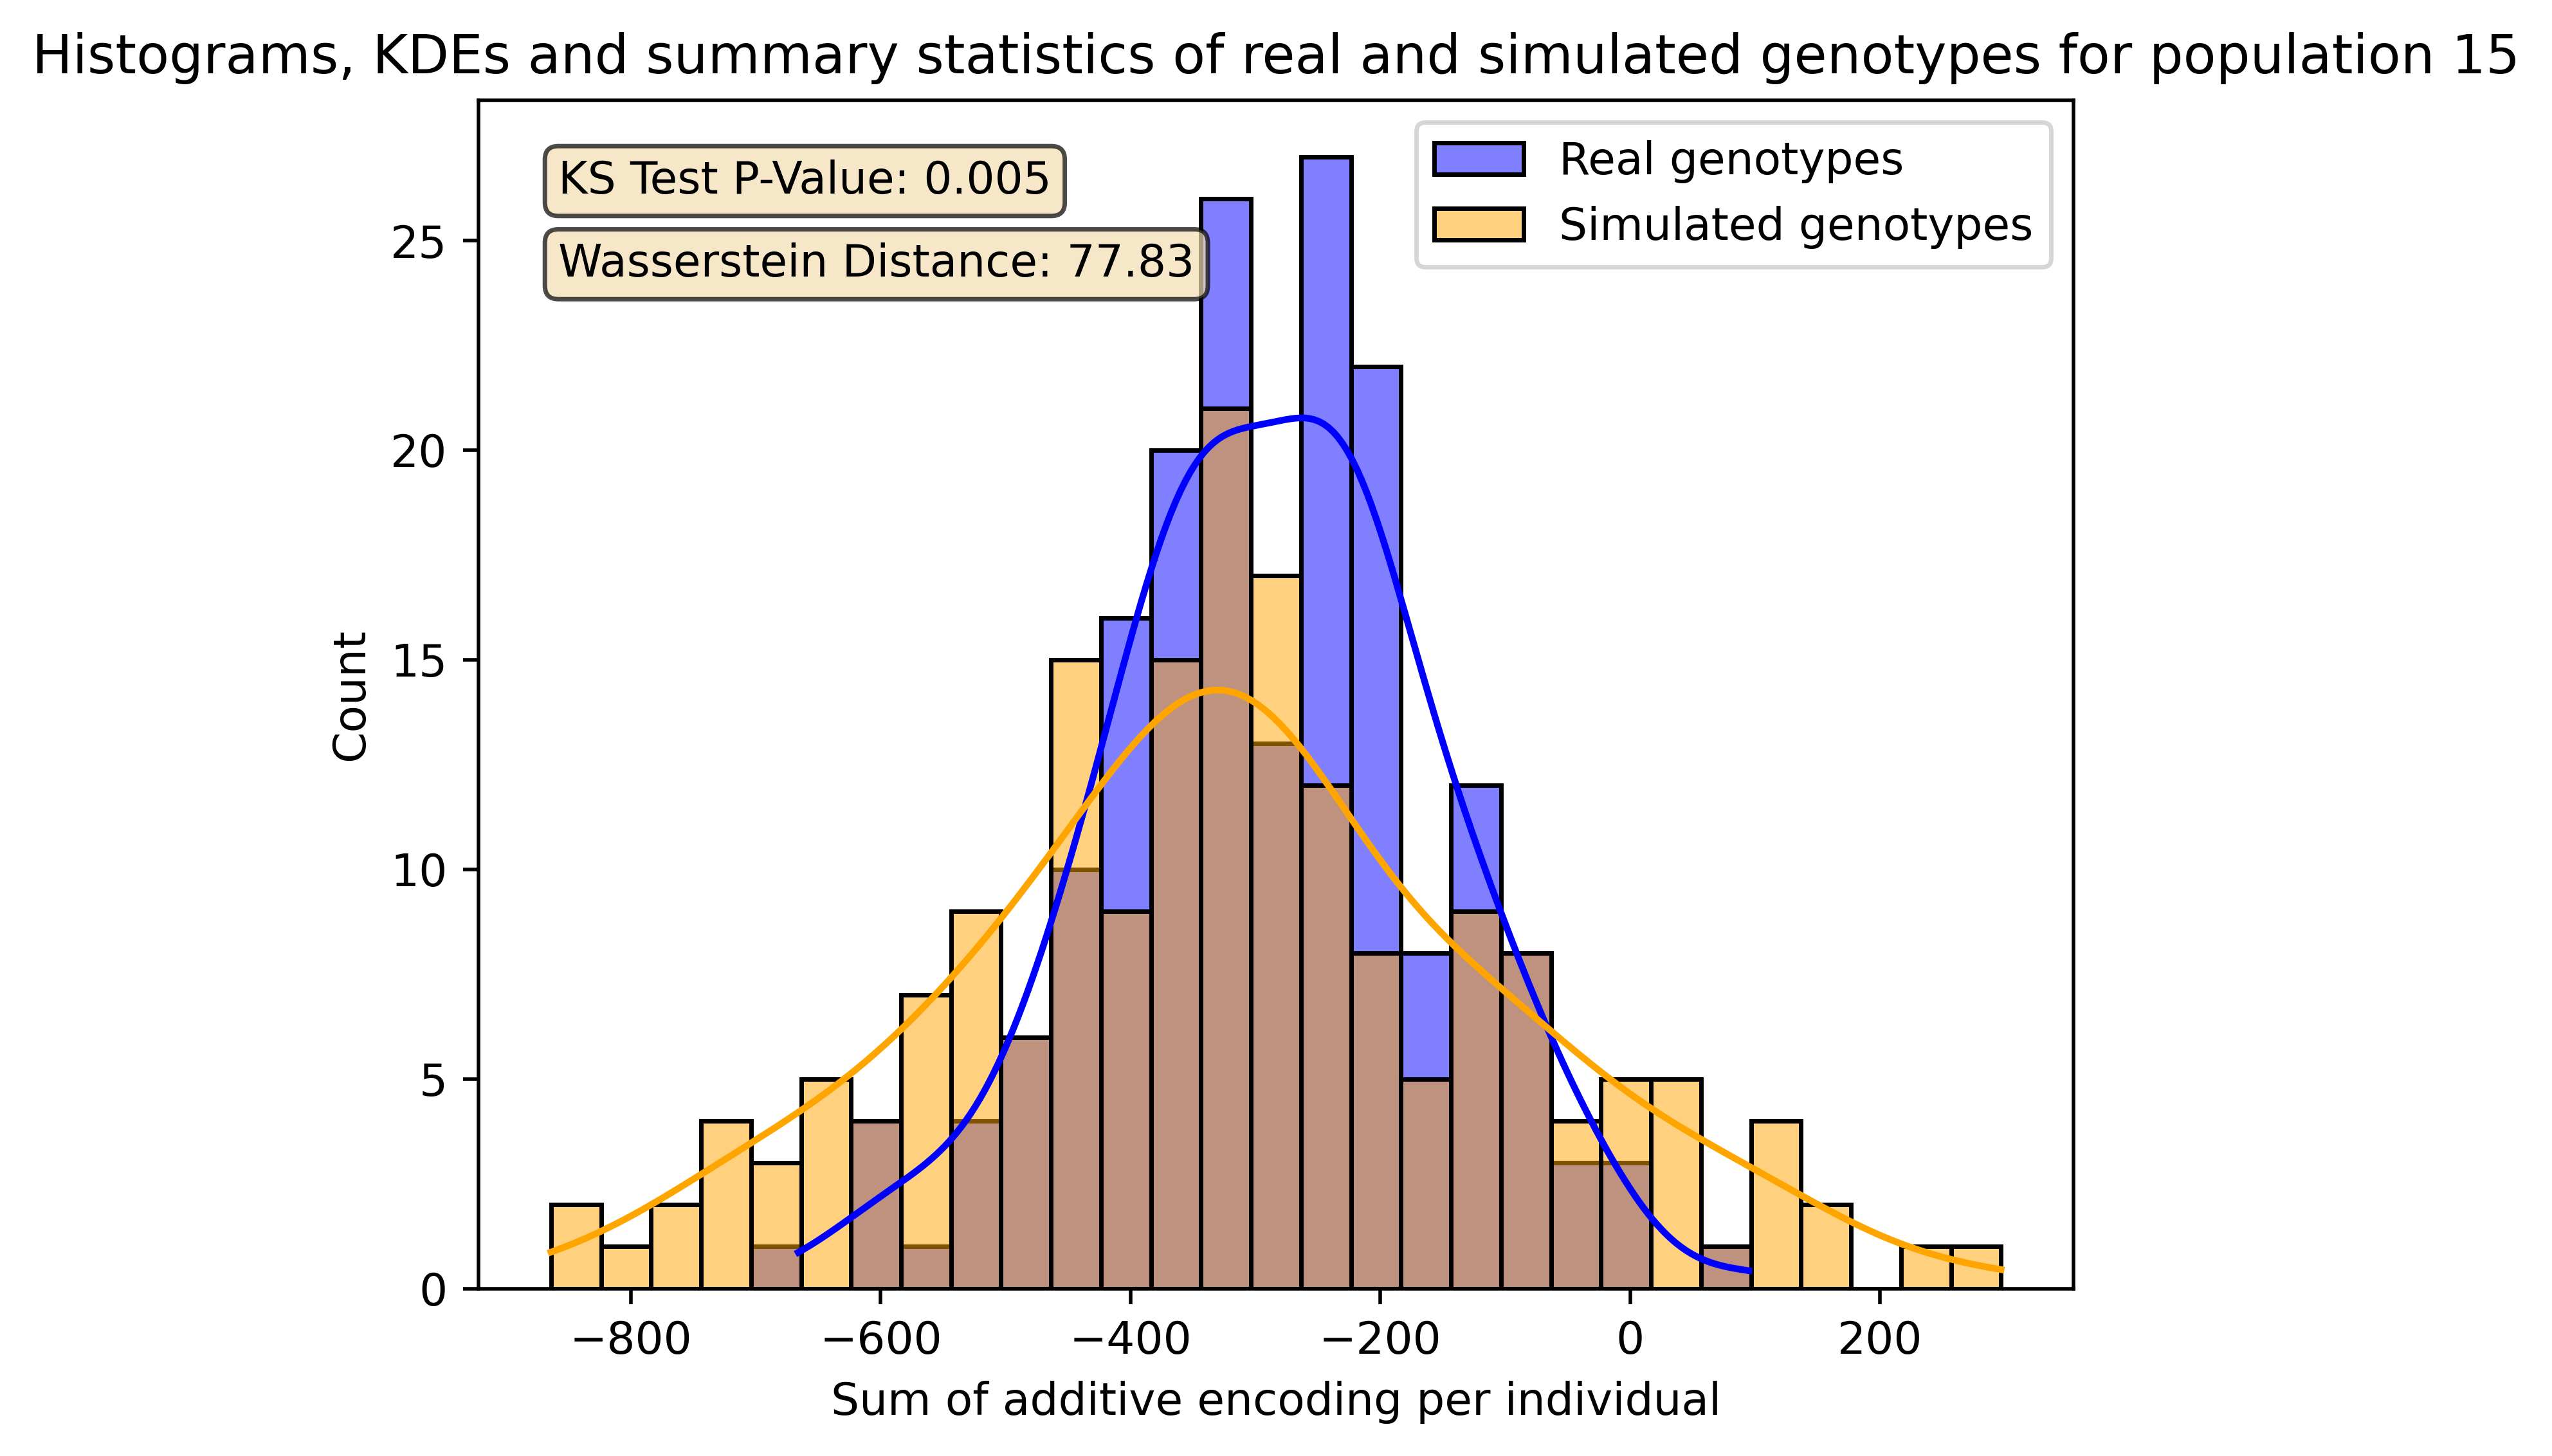 Histograms, KDEs and summary statistics of real and simulated genotypes for population 15
KS Test P-Value: 0.005
Wasserstein Distance: 77.83
Real genotypes
Simulated genotypes
Count
25
20
15
10
5
0
−800 −600 −400 −200 0 200
Sum of additive encoding per individual